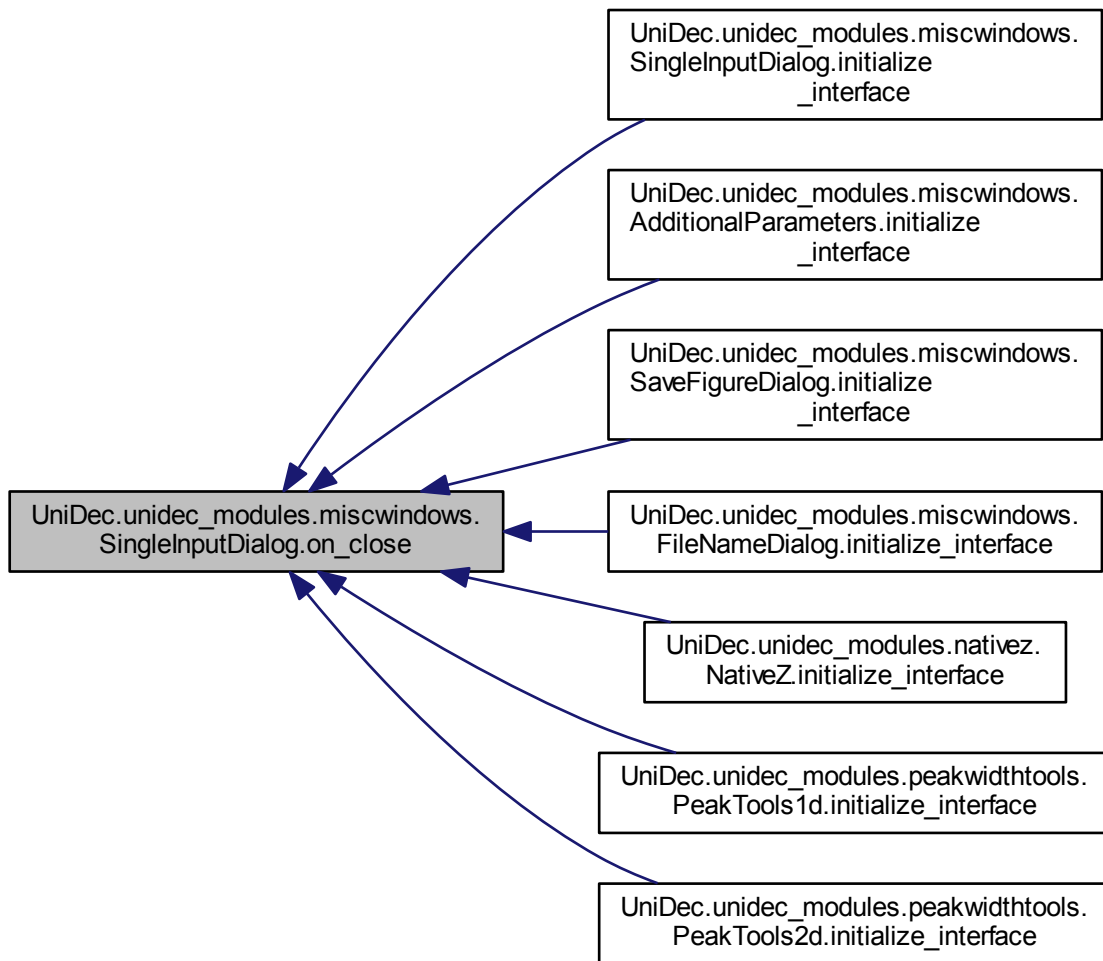 UniDec.unidec_modules.miscwindows.
SingleInputDialog.initialize
_interface
UniDec.unidec_modules.miscwindows.
AdditionalParameters.initialize
_interface
UniDec.unidec_modules.miscwindows.
SaveFigureDialog.initialize
_interface
UniDec.unidec_modules.miscwindows.
SingleInputDialog.on_close
UniDec.unidec_modules.miscwindows.
FileNameDialog.initialize_interface
UniDec.unidec_modules.nativez.
NativeZ.initialize_interface
UniDec.unidec_modules.peakwidthtools.
PeakTools1d.initialize_interface
UniDec.unidec_modules.peakwidthtools.
PeakTools2d.initialize_interface